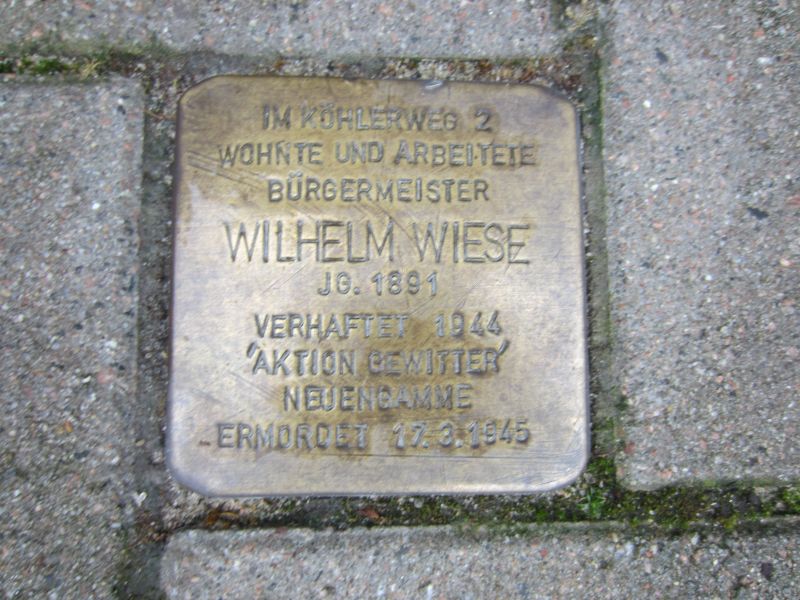 IM KÖHLERWEG 2
WOHNTE UND ARBEITETE
BÜRGERMEISTER
WILHELM WIESE
JG. 1891
VERHAFTET 1944
'AKTION GEWITTER'
NEUENGAMME
ERMORDET 17.3.1945